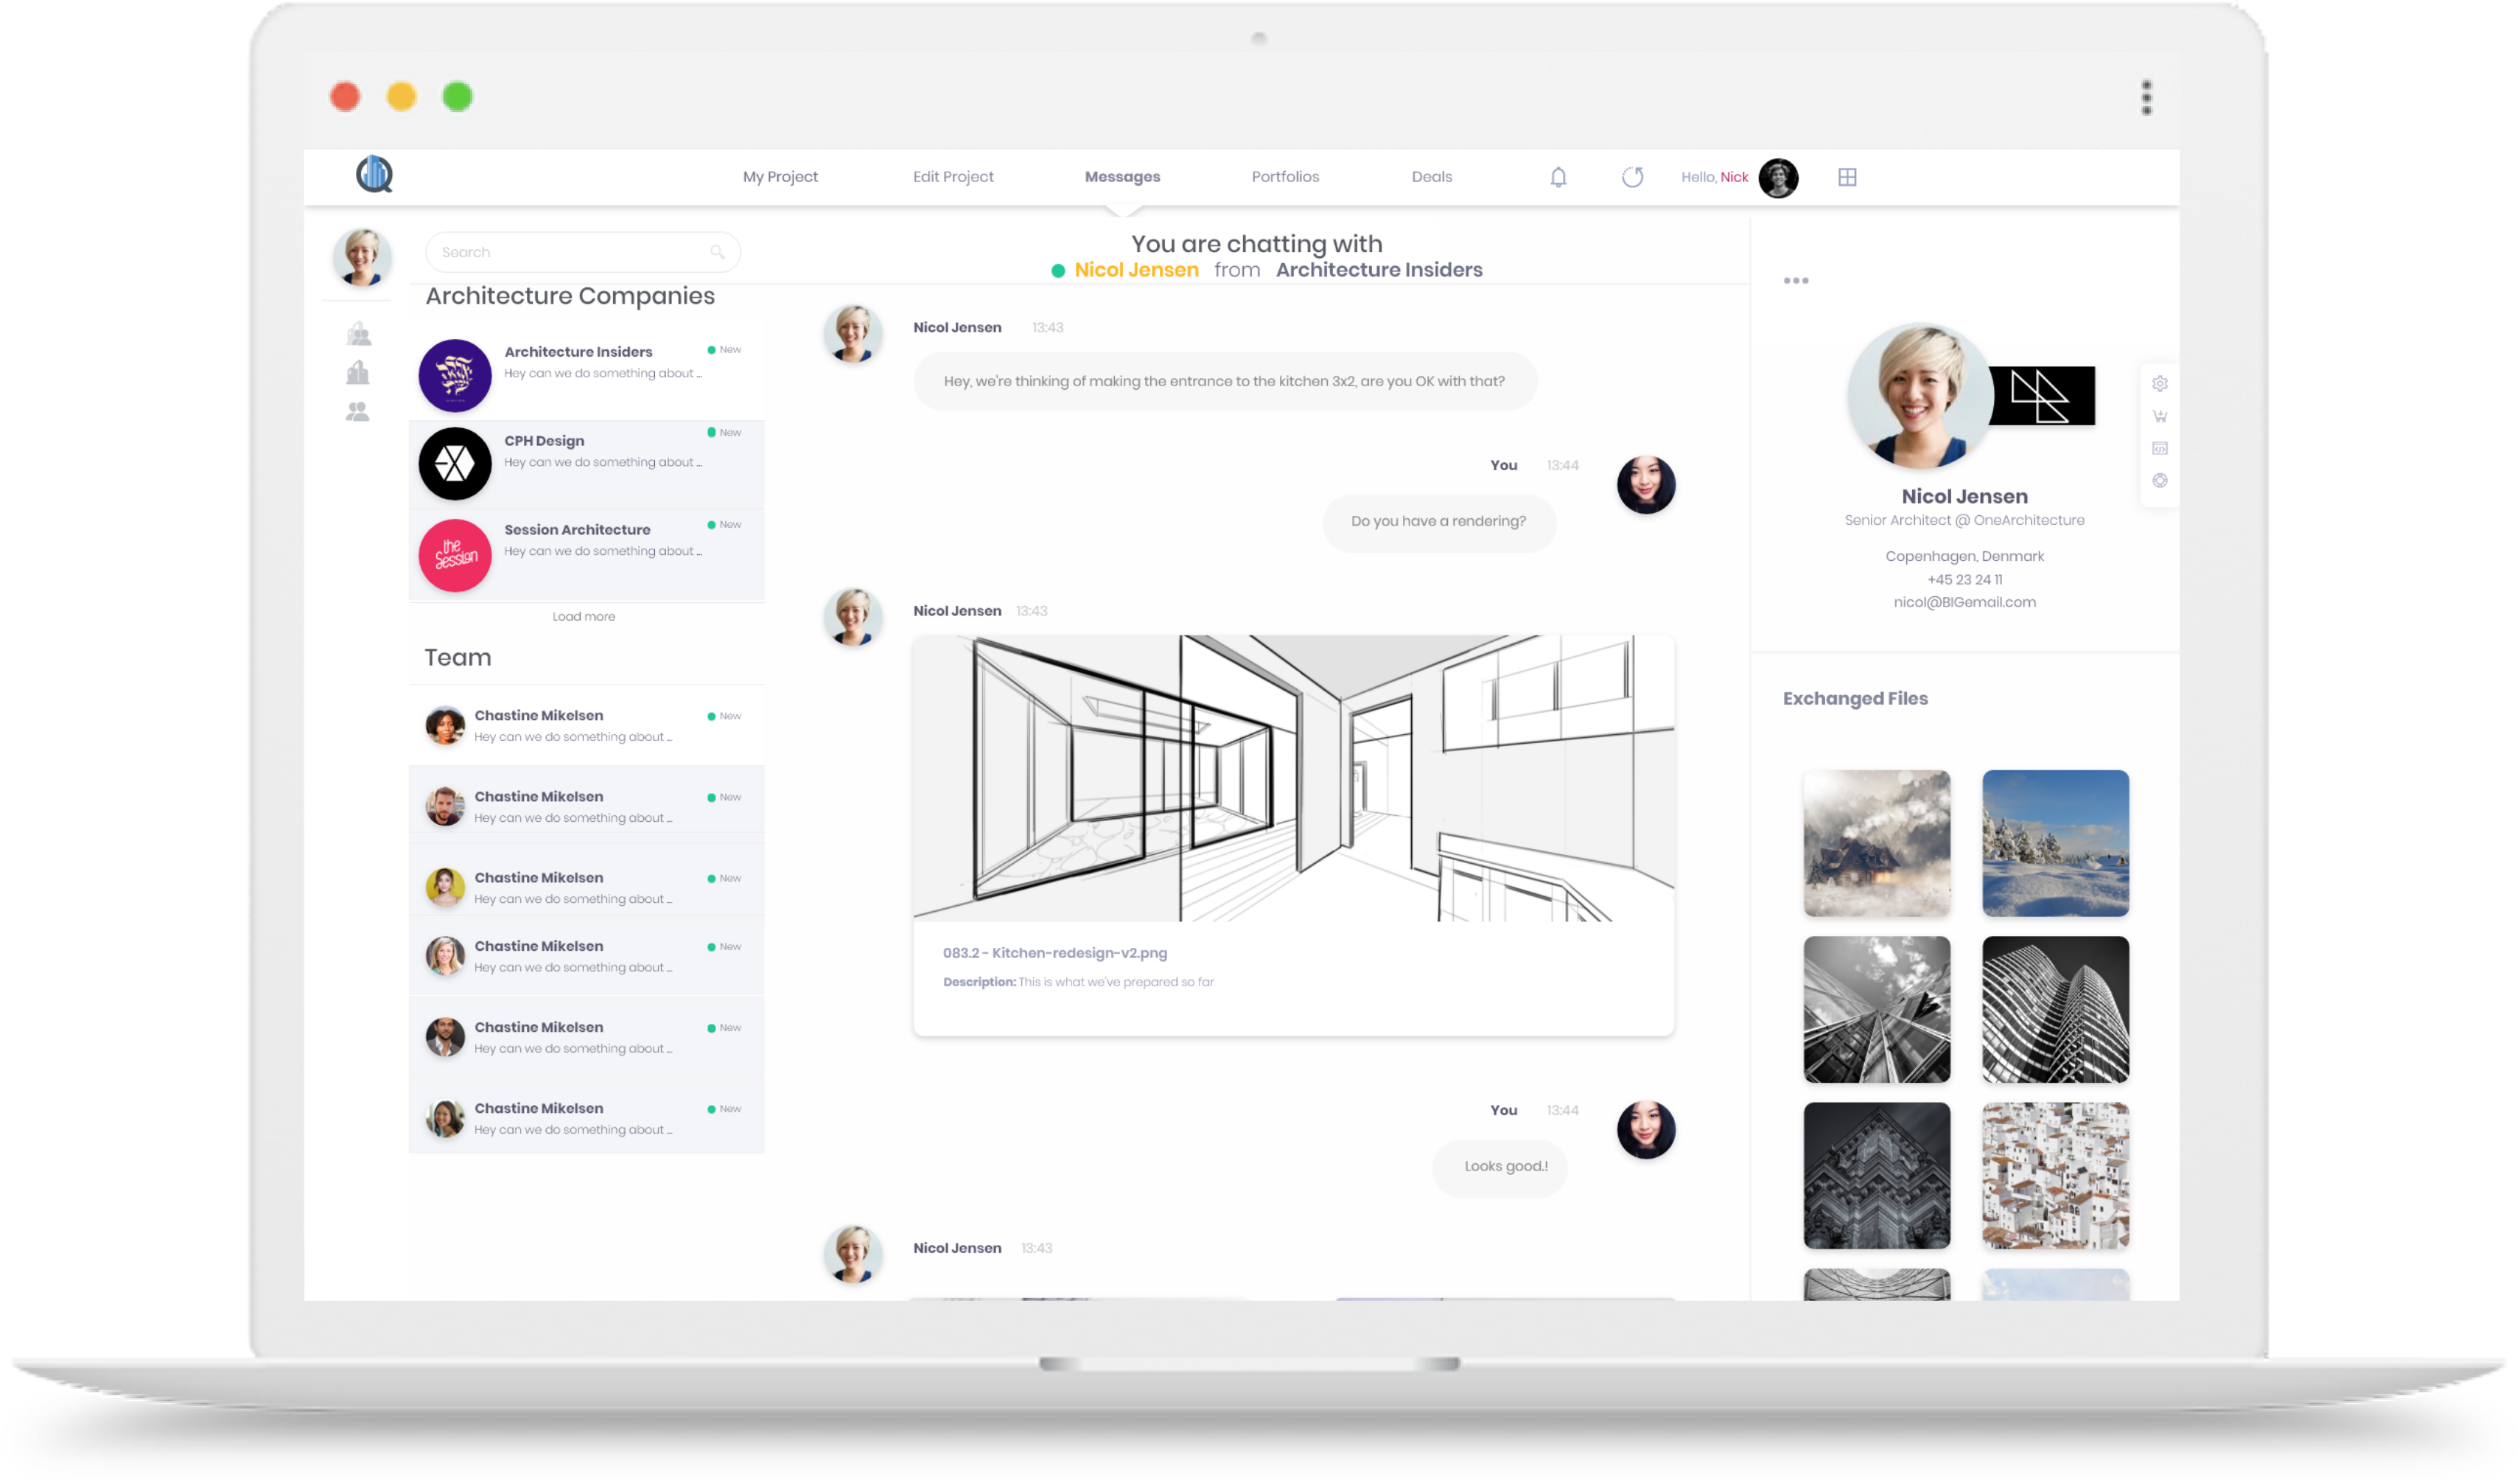 My Project
Edit Project
Messages
Portfolios
Deals
Hello, Nick
Search
Architecture Companies
Architecture Insiders
New
Hey can we do something about ...
CPH Design
New
Hey can we do something about ...
the Session
Session Architecture
New
Hey can we do something about ...
Load more
Team
Chastine Mikelsen
New
Hey can we do something about ...
Chastine Mikelsen
New
Hey can we do something about ...
Chastine Mikelsen
New
Hey can we do something about ...
Chastine Mikelsen
New
Hey can we do something about ...
Chastine Mikelsen
New
Hey can we do something about ...
Chastine Mikelsen
New
Hey can we do something about ...
You are chatting with
Nicol Jensen from Architecture Insiders
Nicol Jensen 13:43
Hey, we're thinking of making the entrance to the kitchen 3x2, are you OK with that?
You 13:44
Do you have a rendering?
Nicol Jensen 13:43
083.2 - Kitchen-redesign-v2.png
Description: This is what we've prepared so far
You 13:44
Looks good.!
Nicol Jensen 13:43
Nicol Jensen
Senior Architect @ OneArchitecture
Copenhagen, Denmark
+45 23 24 11
nicol@BIGemail.com
Exchanged Files